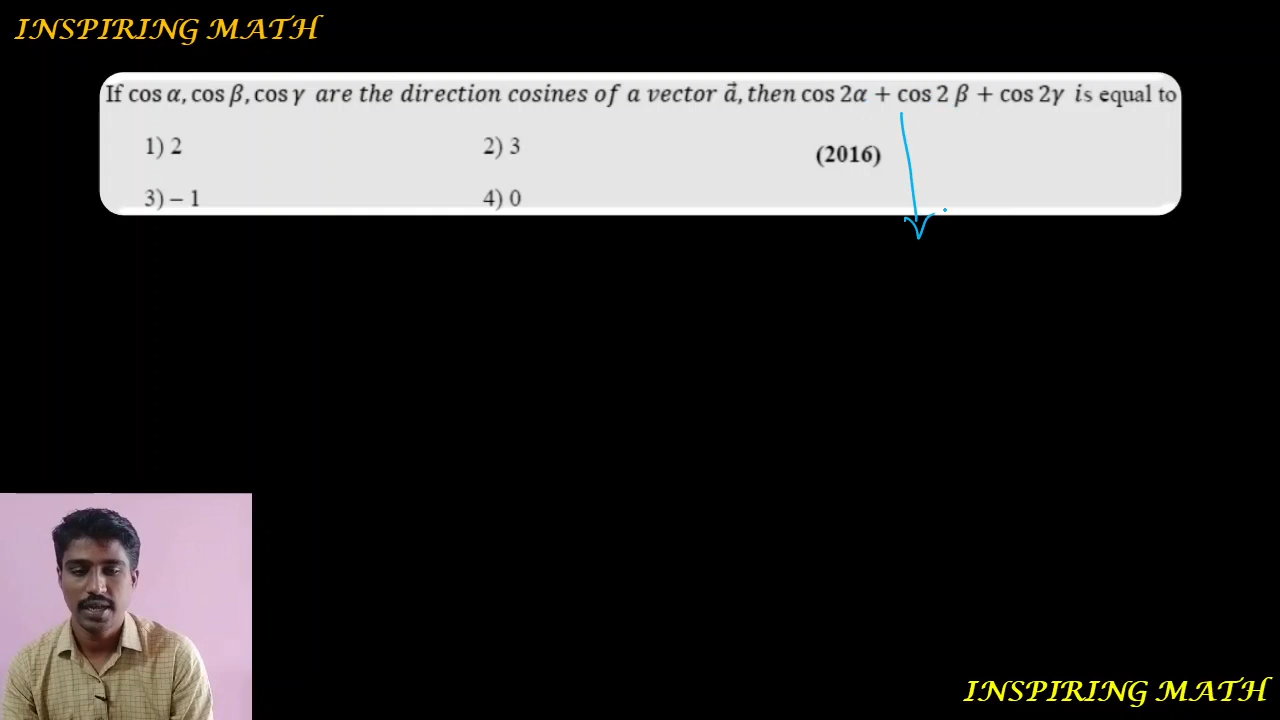 INSPIRING MATH
If cos α, cos β, cos γ are the direction cosines of a vector a⃗, then cos 2α + cos 2 β + cos 2γ is equal to
1) 2 2) 3 (2016)
3) – 1 4) 0
INSPIRING MATH